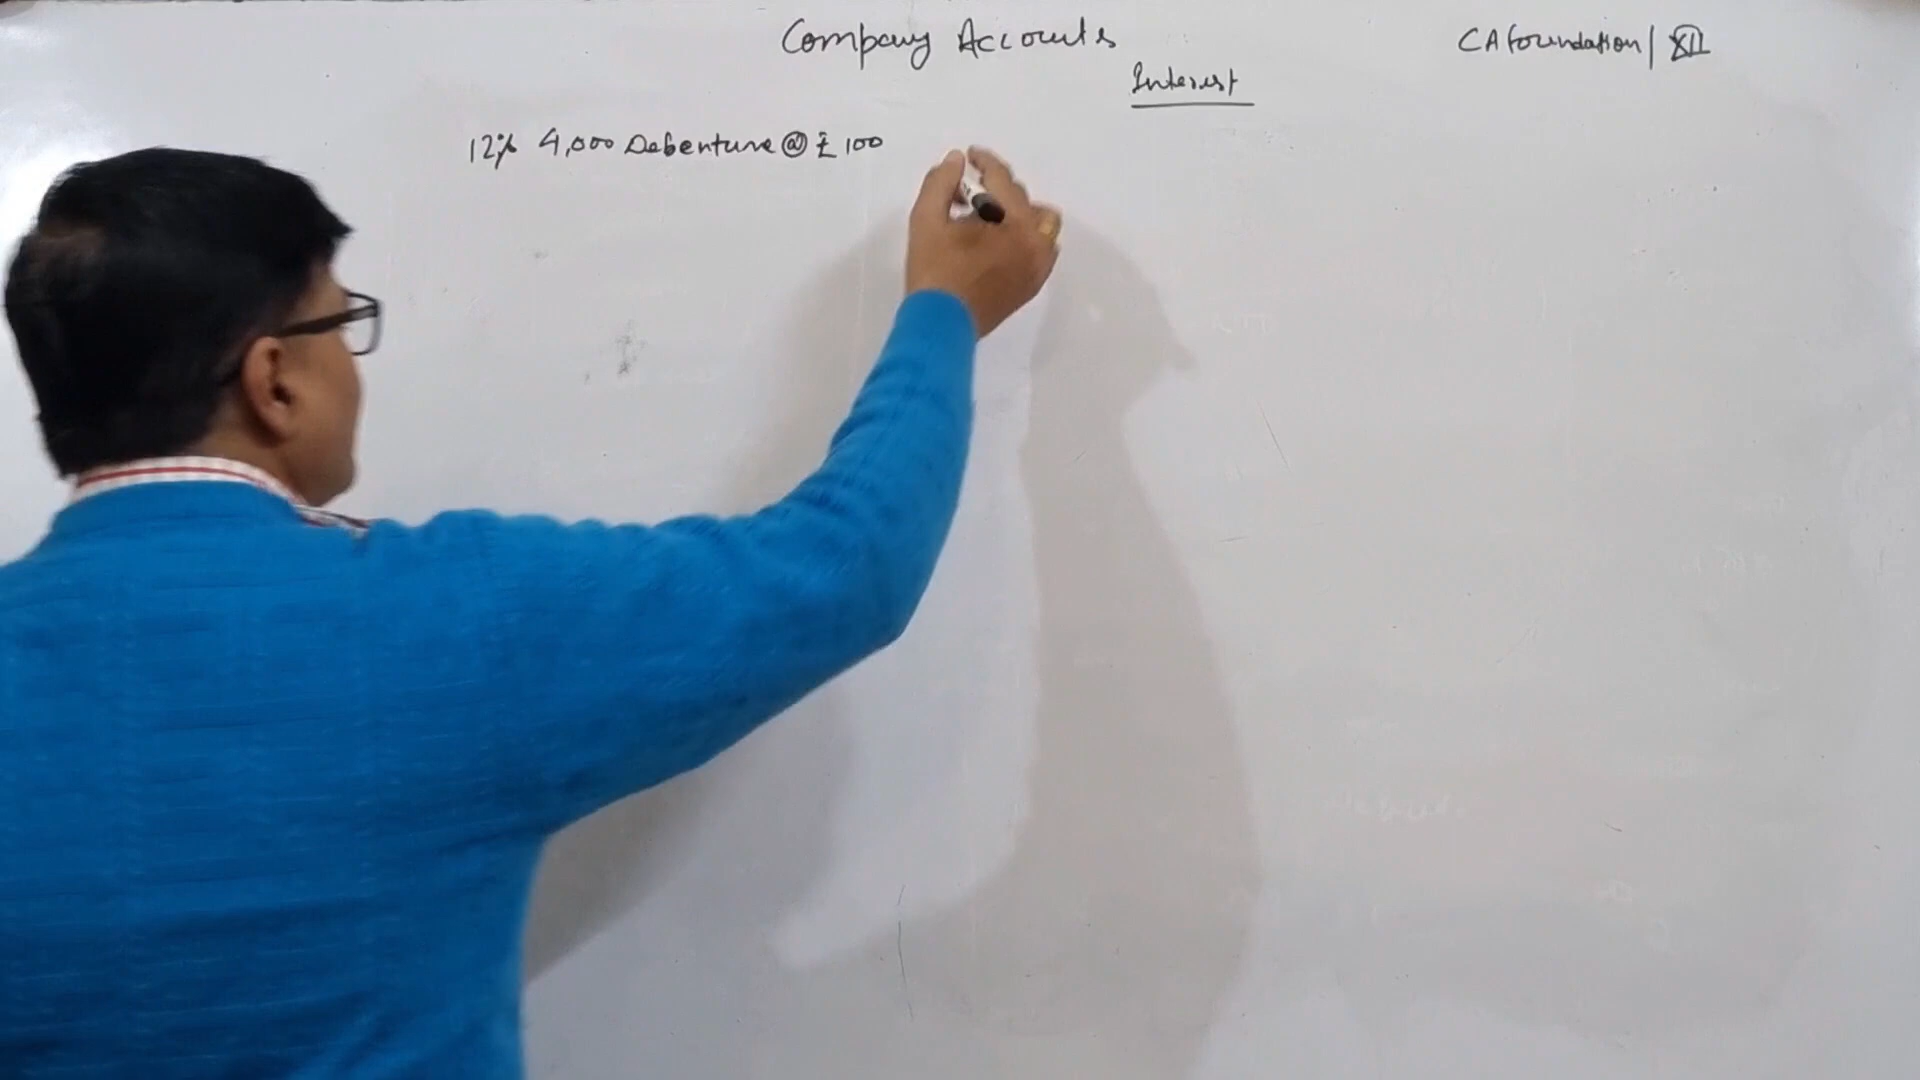 Company Accounts
CA foundation / XII
Interest
12% 4,000 Debenture @ ₹ 100